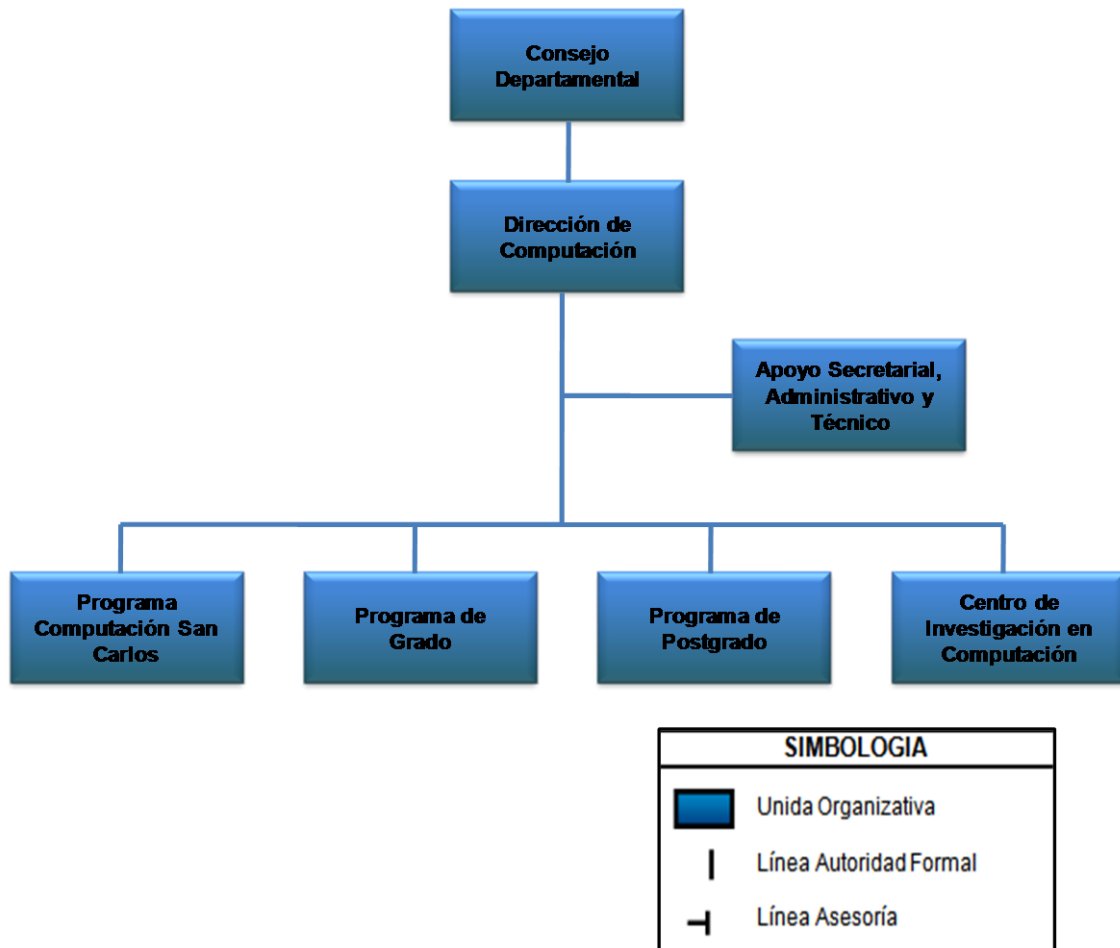 Consejo
Departamental
Dirección de
Computación
Apoyo Secretarial,
Administrativo y
Técnico
Programa
Computación San
Carlos
Programa de
Grado
Programa de
Postgrado
Centro de
Investigación en
Computación
SIMBOLOGIA
Unida Organizativa
Línea Autoridad Formal
Línea Asesoría